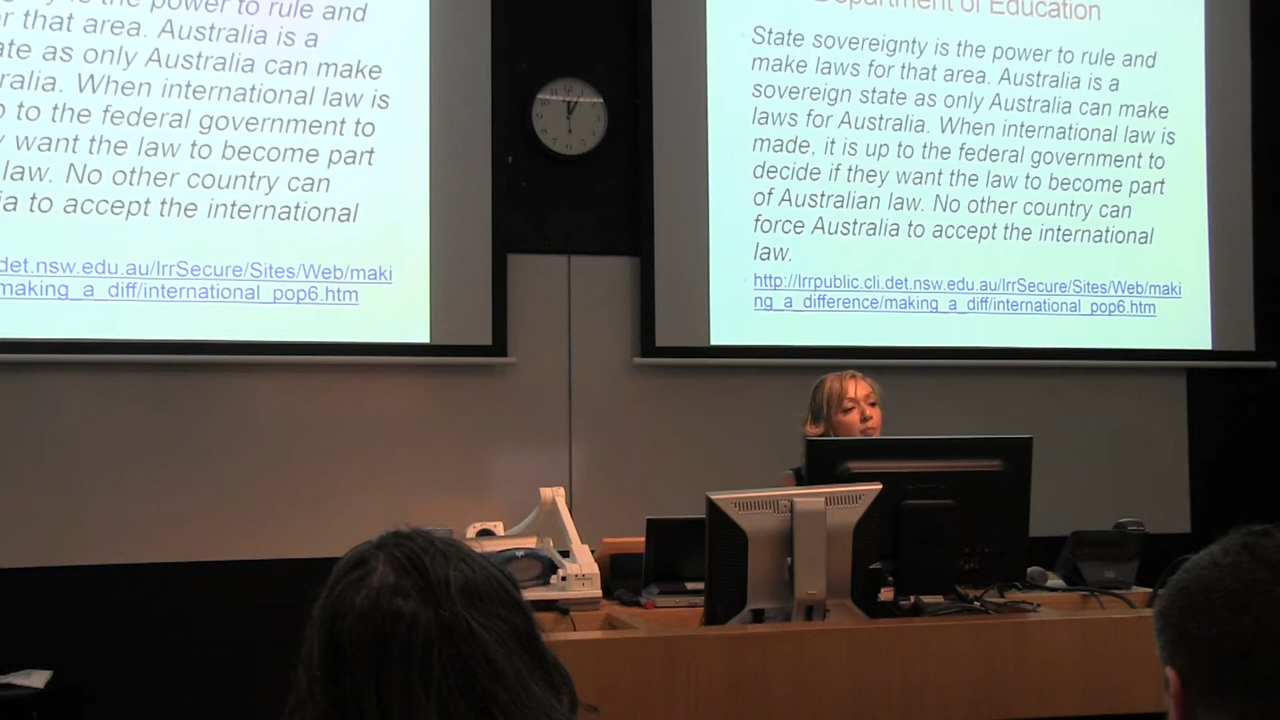 y is the power to rule and
or that area. Australia is a
ate as only Australia can make
ralia. When international law is
o to the federal government to
y want the law to become part
law. No other country can
ia to accept the international
det.nsw.edu.au/lrrSecure/Sites/Web/maki
making_a_diff/international_pop6.htm
Department of Education
State sovereignty is the power to rule and
make laws for that area. Australia is a
sovereign state as only Australia can make
laws for Australia. When international law is
made, it is up to the federal government to
decide if they want the law to become part
of Australian law. No other country can
force Australia to accept the international
law.
http://lrrpublic.cli.det.nsw.edu.au/lrrSecure/Sites/Web/maki
ng_a_difference/making_a_diff/international_pop6.htm